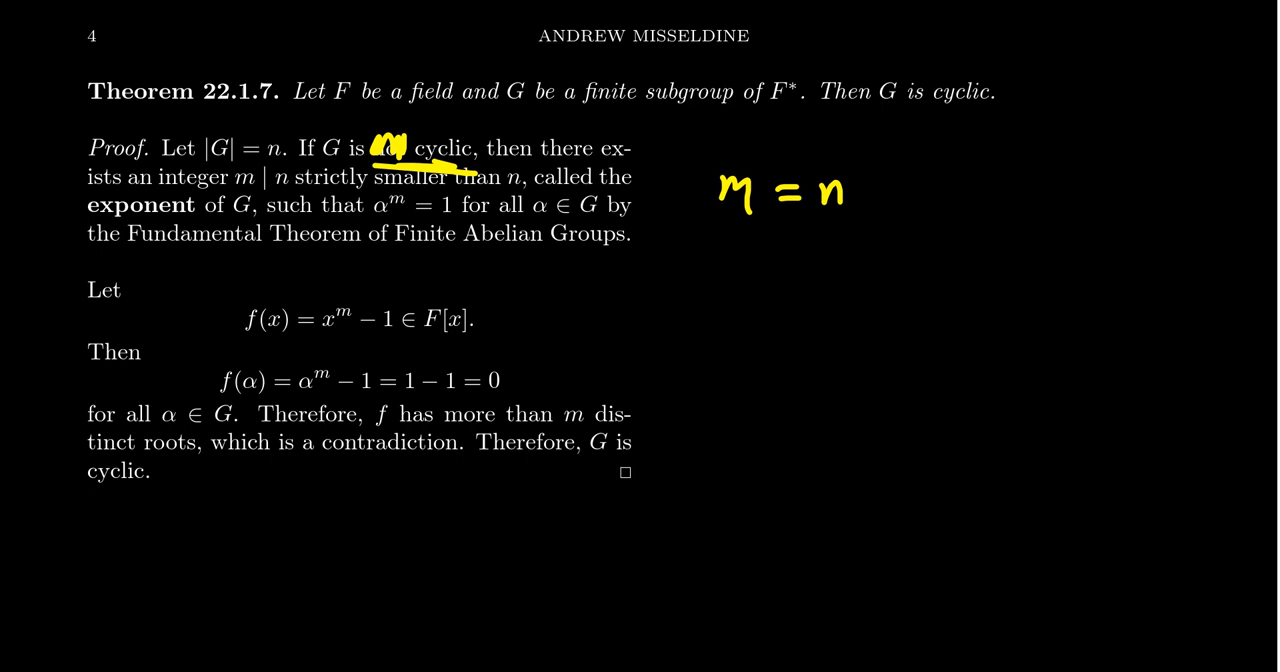 4
ANDREW MISSELDINE
Theorem 22.1.7. Let F be a field and G be a finite subgroup of F*. Then G is cyclic.
Proof. Let |G| = n. If G is cyclic, then there ex-
ists an integer m | n strictly smaller than n, called the
m = n
exponent of G, such that α^m = 1 for all α ∈ G by
the Fundamental Theorem of Finite Abelian Groups.
Let
f(x) = x^m − 1 ∈ F[x].
Then
f(α) = α^m − 1 = 1 − 1 = 0
for all α ∈ G. Therefore, f has more than m dis-
tinct roots, which is a contradiction. Therefore, G is
cyclic. □